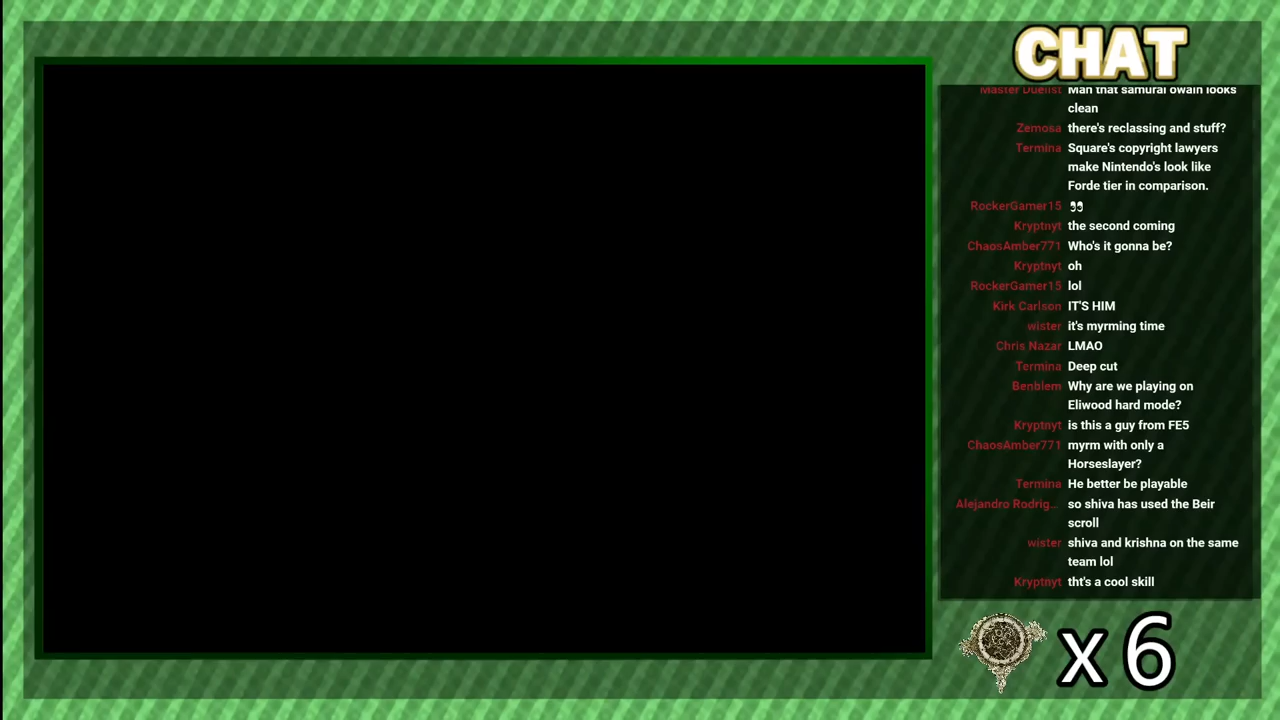 CHAT
Master Duelist Man that samurai owain looks
clean
Zemosa there's reclassing and stuff?
Termina Square's copyright lawyers
make Nintendo's look like
Forde tier in comparison.
RockerGamer15 👀
Kryptnyt the second coming
ChaosAmber771 Who's it gonna be?
Kryptnyt oh
RockerGamer15 lol
Kirk Carlson IT'S HIM
wister it's myrming time
Chris Nazar LMAO
Termina Deep cut
Benblem Why are we playing on
Eliwood hard mode?
Kryptnyt is this a guy from FE5
ChaosAmber771 myrm with only a
Horseslayer?
Termina He better be playable
Alejandro Rodrig... so shiva has used the Beir
scroll
wister shiva and krishna on the same
team lol
Kryptnyt tht's a cool skill
x 6